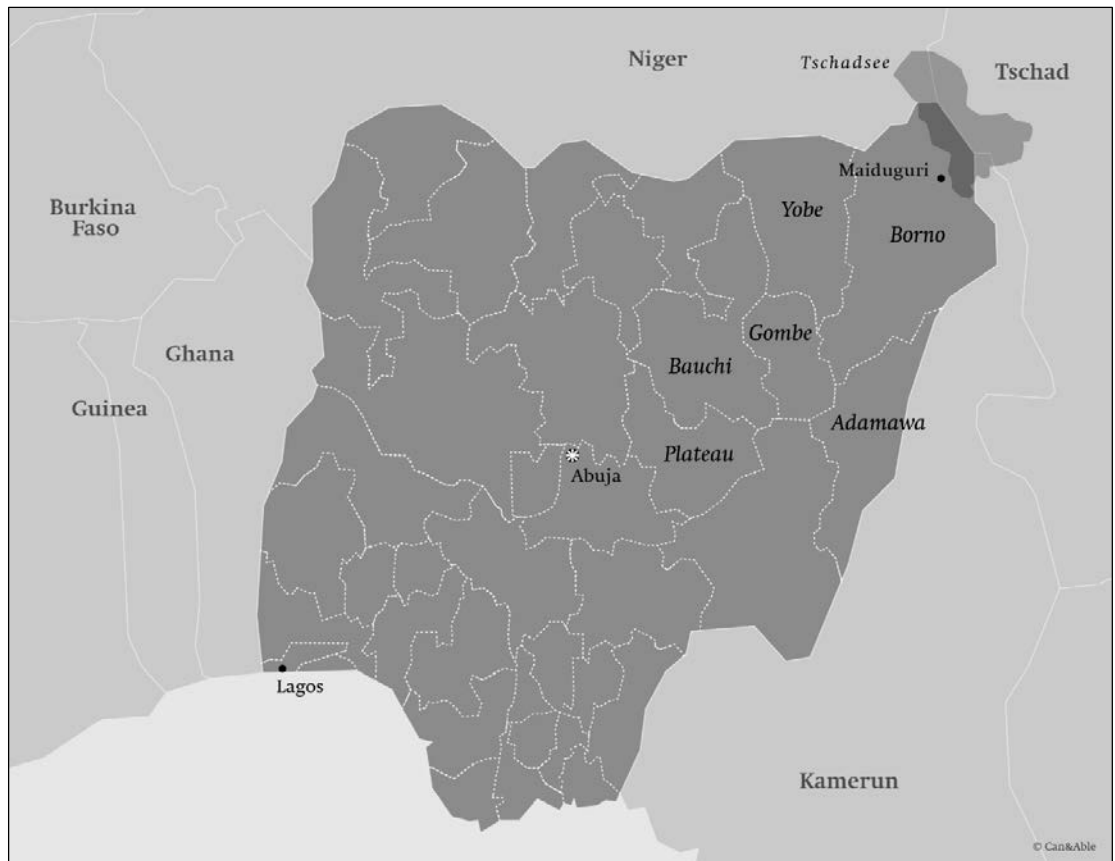 Niger
Tschadsee
Tschad
Maiduguri
Burkina
Faso
Yobe
Borno
Ghana
Gombe
Bauchi
Guinea
Adamawa
Plateau
Abuja
Lagos
Kamerun
© Can&Able